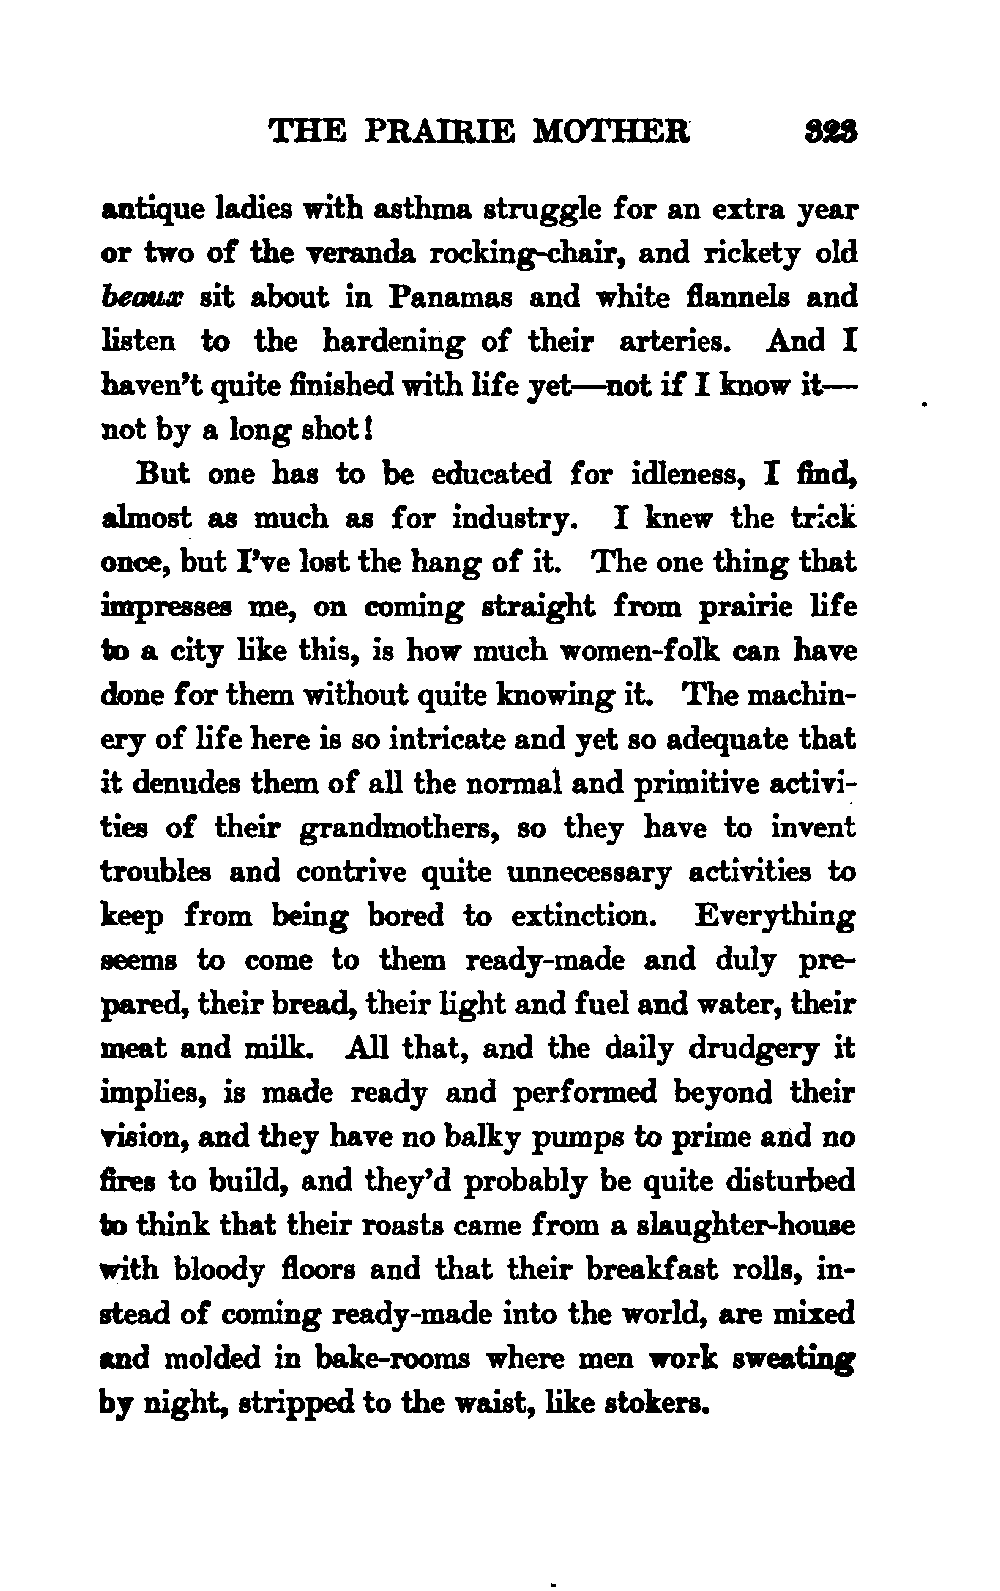 THE PRAIRIE MOTHER 323
antique ladies with asthma struggle for an extra year
or two of the veranda rocking-chair, and rickety old
beaux sit about in Panamas and white flannels and
listen to the hardening of their arteries. And I
haven't quite finished with life yet—not if I know it—
not by a long shot!
But one has to be educated for idleness, I find,
almost as much as for industry. I knew the trick
once, but I've lost the hang of it. The one thing that
impresses me, on coming straight from prairie life
to a city like this, is how much women-folk can have
done for them without quite knowing it. The machin-
ery of life here is so intricate and yet so adequate that
it denudes them of all the normal and primitive activi-
ties of their grandmothers, so they have to invent
troubles and contrive quite unnecessary activities to
keep from being bored to extinction. Everything
seems to come to them ready-made and duly pre-
pared, their bread, their light and fuel and water, their
meat and milk. All that, and the daily drudgery it
implies, is made ready and performed beyond their
vision, and they have no balky pumps to prime and no
fires to build, and they'd probably be quite disturbed
to think that their roasts came from a slaughter-house
with bloody floors and that their breakfast rolls, in-
stead of coming ready-made into the world, are mixed
and molded in bake-rooms where men work sweating
by night, stripped to the waist, like stokers.